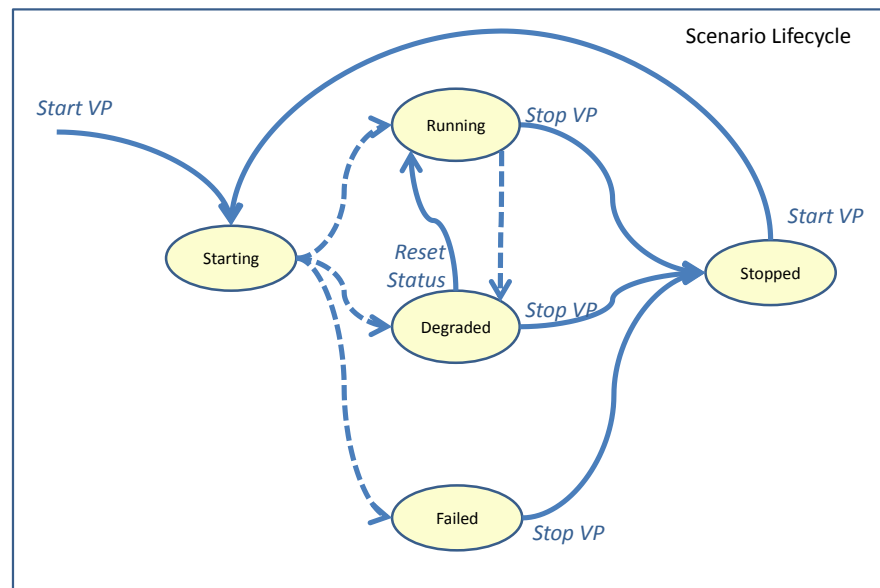 Scenario Lifecycle
Start VP
Running
Stop VP
Start VP
Starting
Reset
Status
Stopped
Degraded
Stop VP
Failed
Stop VP